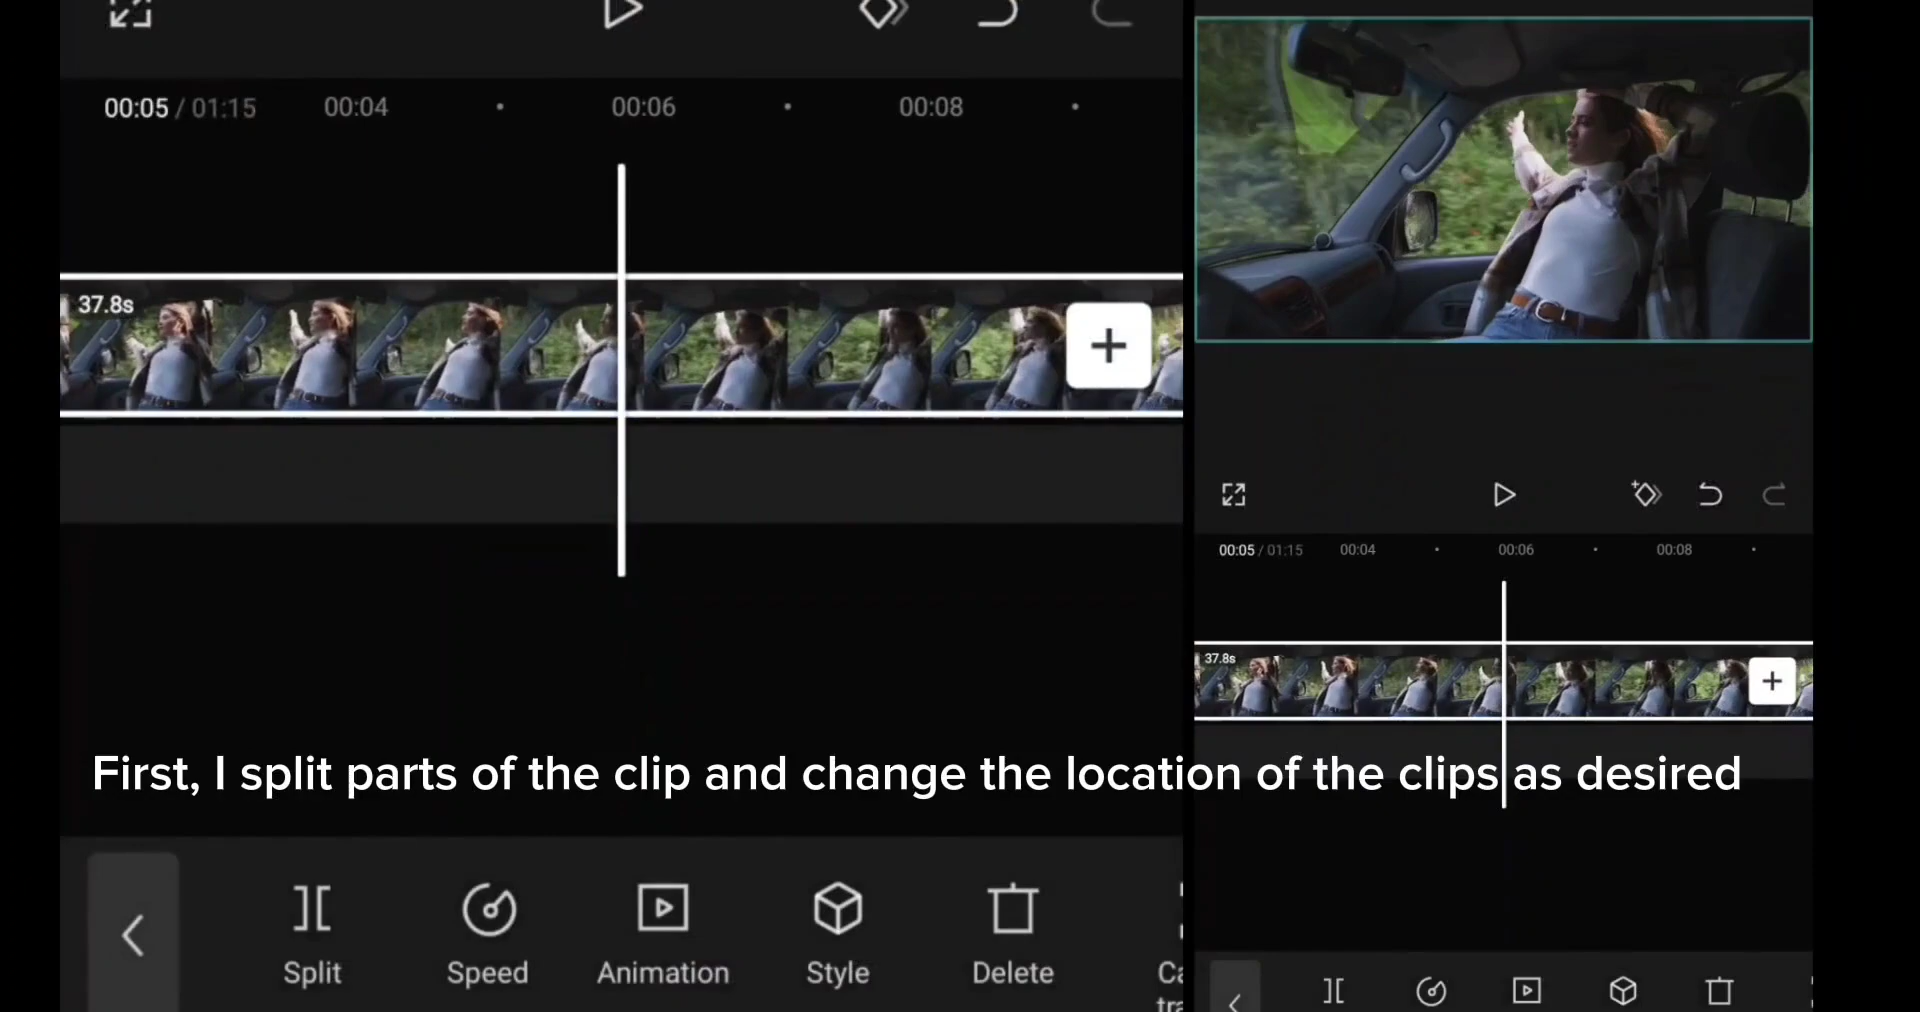 00:05 / 01:15 00:04 00:06 00:08
37.8s
00:05 / 01:15 00:04 00:06 00:08
37.8s
First, I split parts of the clip and change the location of the clips as desired
Split Speed Animation Style Delete